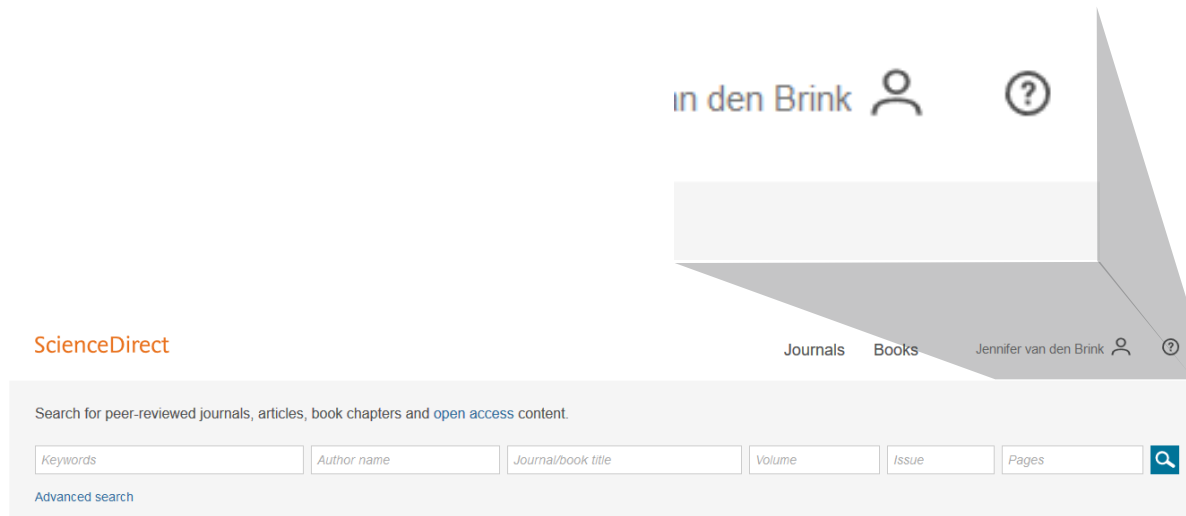 n den Brink ?
ScienceDirect Journals Books Jennifer van den Brink ?
Search for peer-reviewed journals, articles, book chapters and open access content.
Keywords Author name Journal/book title Volume Issue Pages
Advanced search